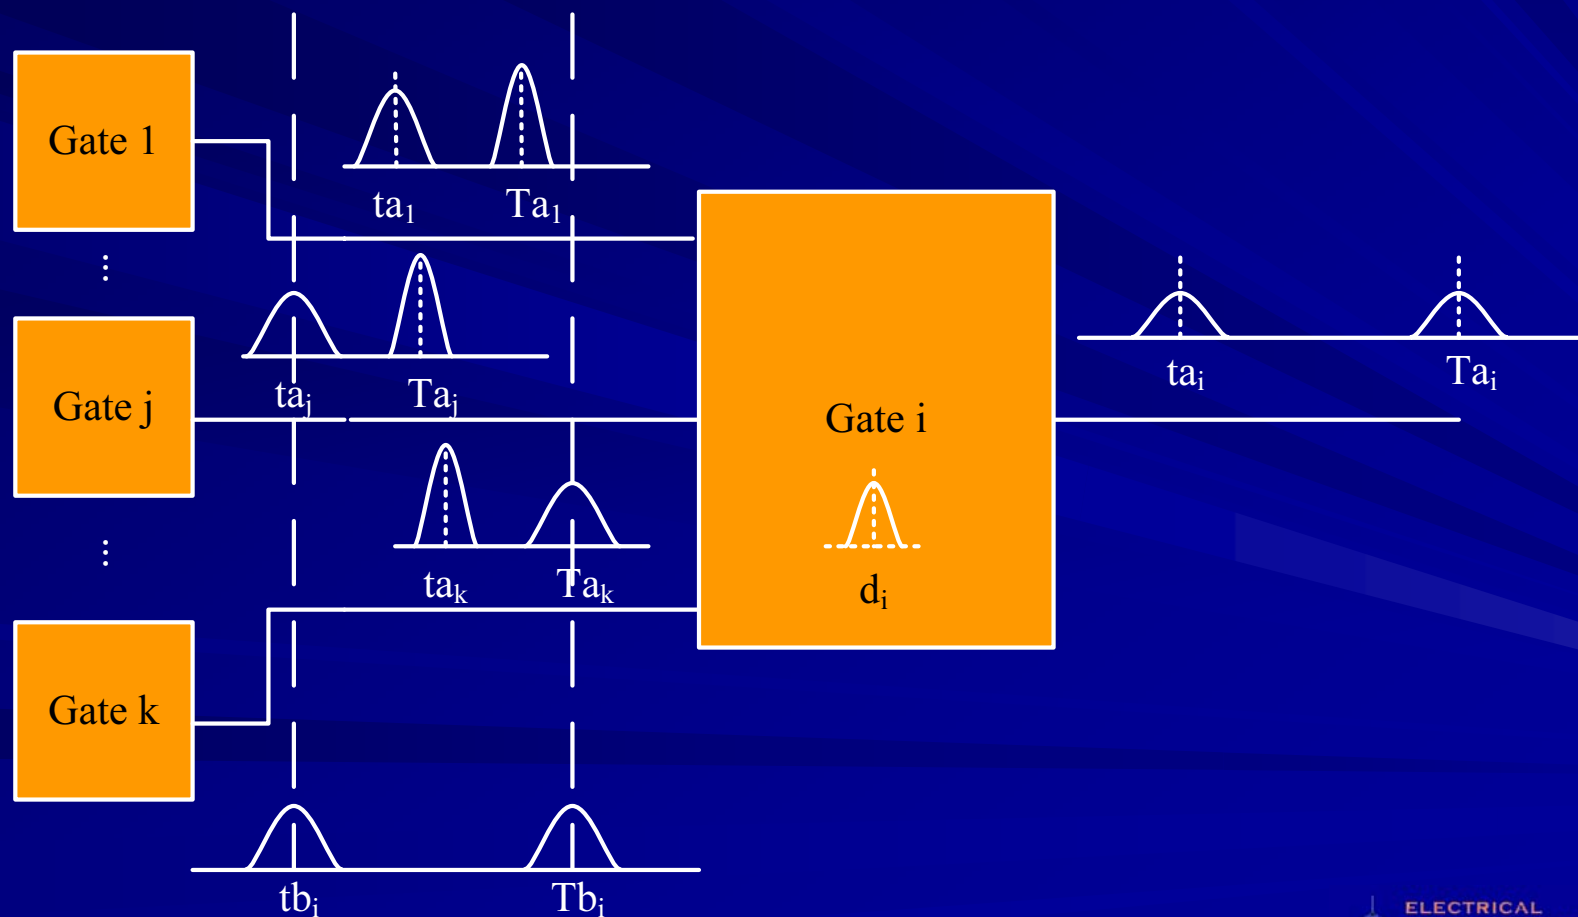 Gate 1
ta₁ Ta₁
⋮
taⱼ Taⱼ
Gate j
Gate i
taᵢ Taᵢ
taₖ Taₖ
dᵢ
⋮
Gate k
tbᵢ Tbᵢ
ELECTRICAL